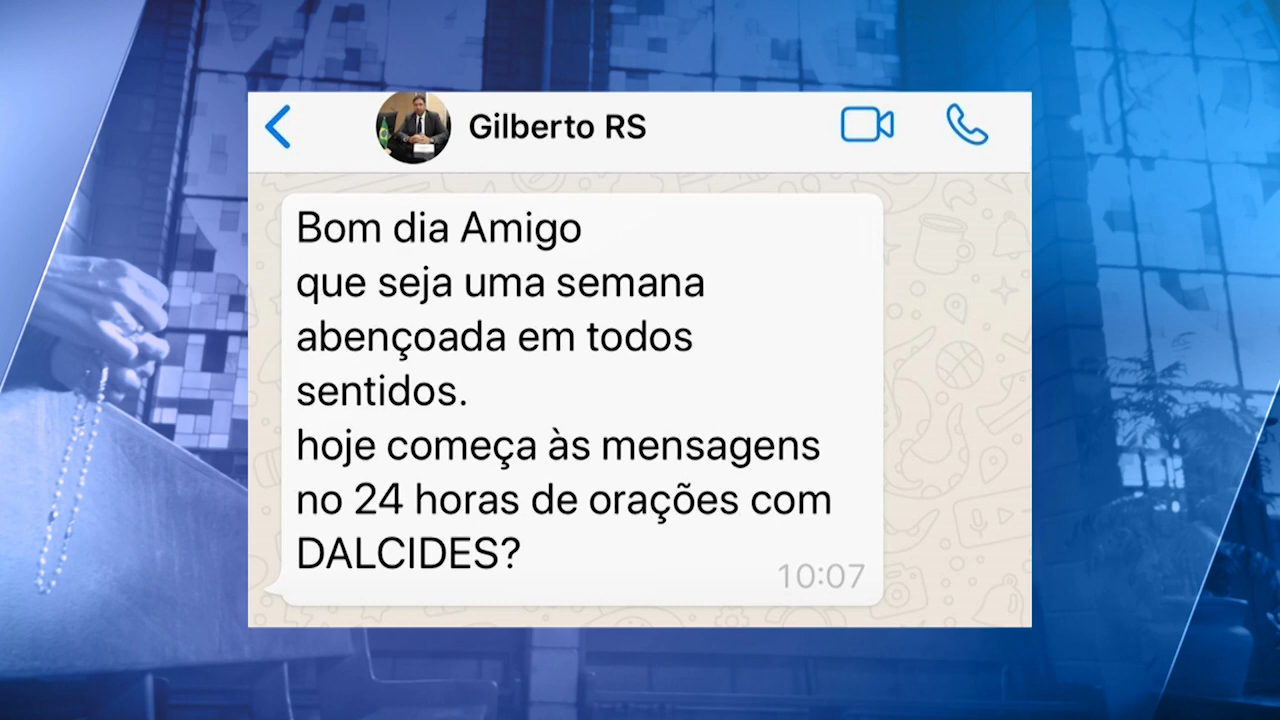 Gilberto RS
Bom dia Amigo
que seja uma semana
abençoada em todos
sentidos.
hoje começa às mensagens
no 24 horas de orações com
DALCIDES?
10:07